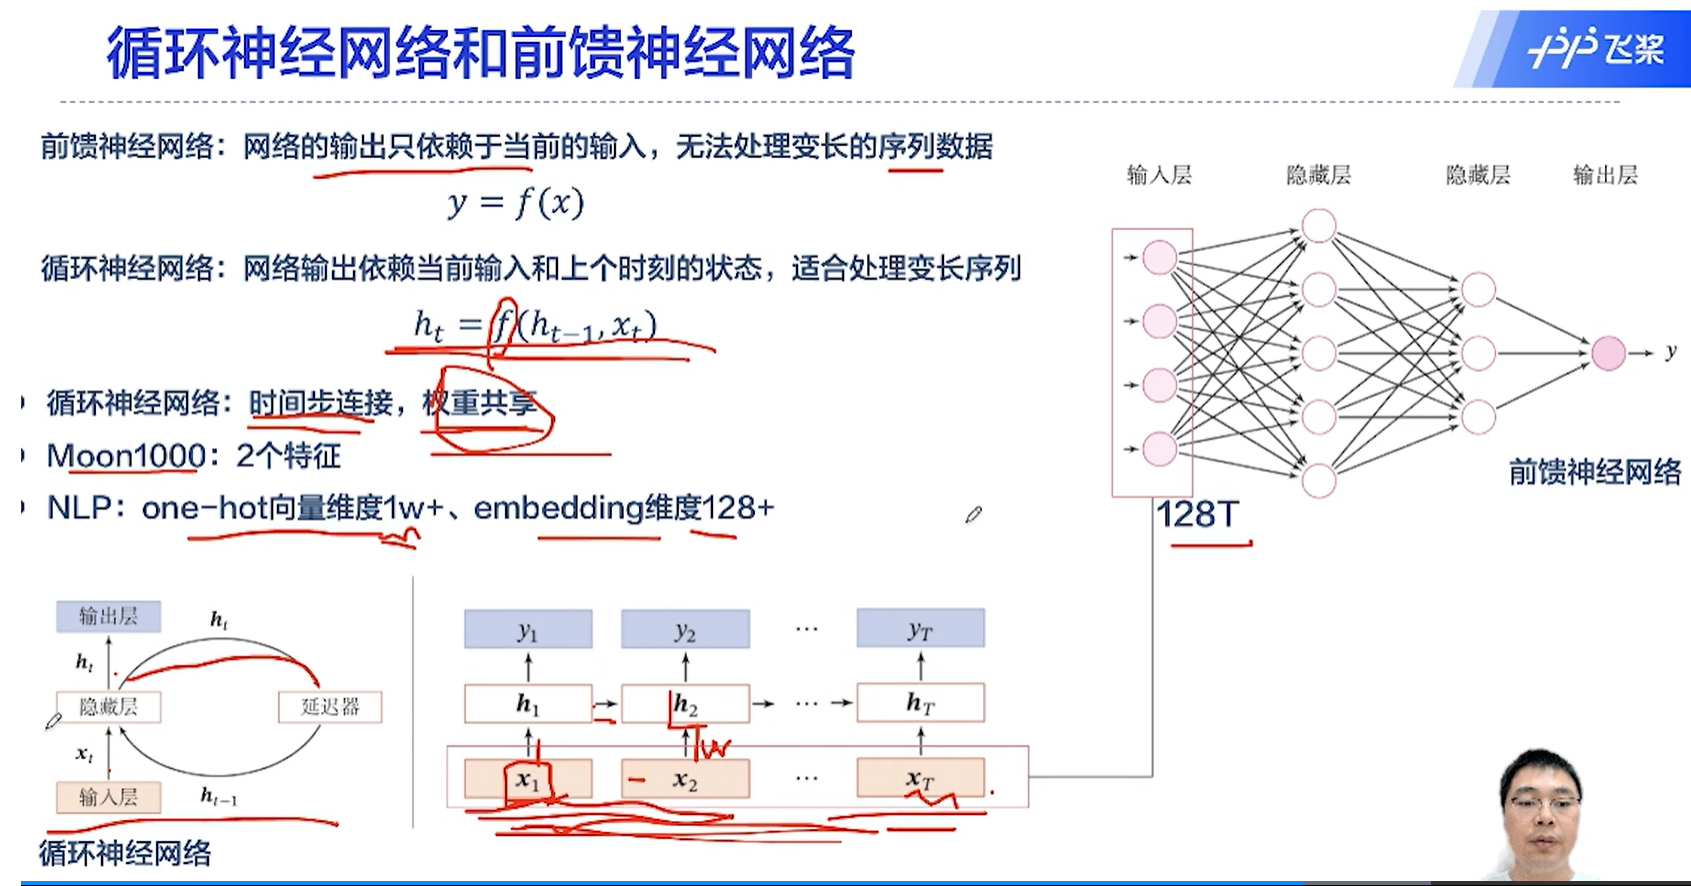 循环神经网络和前馈神经网络
飞桨
前馈神经网络：网络的输出只依赖于当前的输入，无法处理变长的序列数据
y = f(x)
循环神经网络：网络输出依赖当前输入和上个时刻的状态，适合处理变长序列
h_t = f(h_{t-1}, x_t)
循环神经网络：时间步连接，权重共享
Moon1000：2个特征
NLP：one-hot向量维度1w+、embedding维度128+
输入层 隐藏层 隐藏层 输出层
y
前馈神经网络
128T
输出层
h_t
h_t
隐藏层
延迟器
x_t
输入层
h_{t-1}
循环神经网络
y_1 y_2 ··· y_T
h_1 h_2 ··· h_T
W
x_1 x_2 ··· x_T